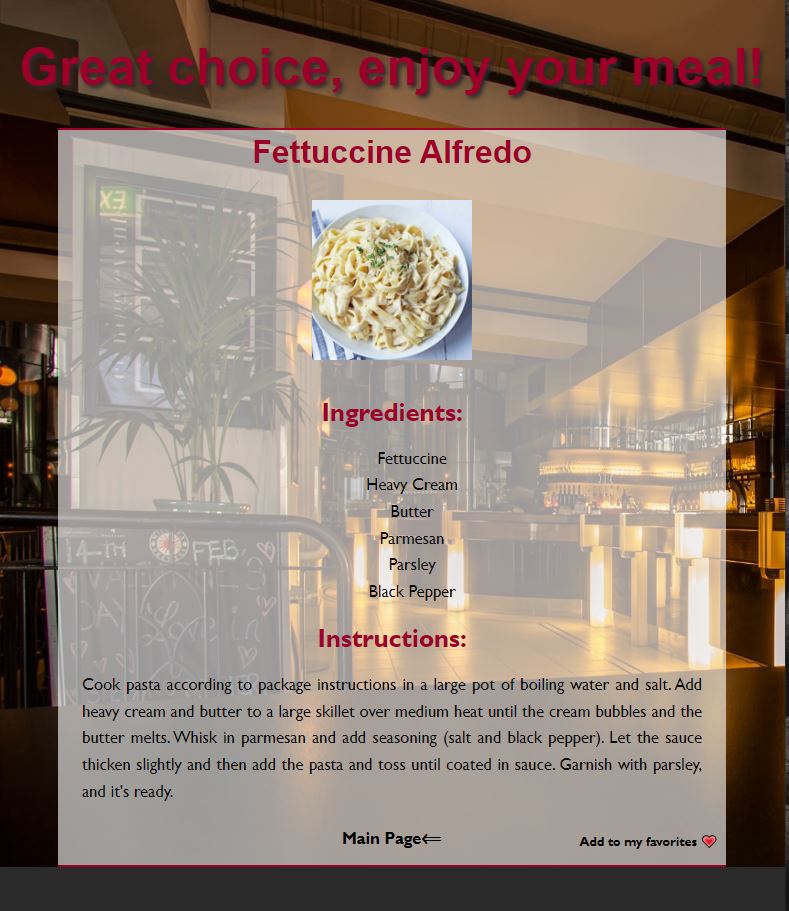 Great choice, enjoy your meal!
Fettuccine Alfredo
EX
Ingredients:
Fettuccine
Heavy Cream
Butter
Parmesan
Parsley
Black Pepper
14TH FEB
DAY
Instructions:
Cook pasta according to package instructions in a large pot of boiling water and salt. Add
heavy cream and butter to a large skillet over medium heat until the cream bubbles and the
butter melts. Whisk in parmesan and add seasoning (salt and black pepper). Let the sauce
thicken slightly and then add the pasta and toss until coated in sauce. Garnish with parsley,
and it's ready.
Main Page⟸
Add to my favorites 💗